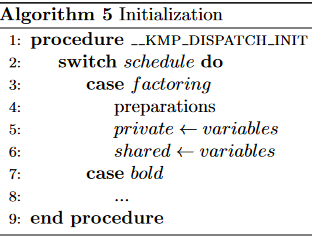 Algorithm 5 Initialization
1: procedure __KMP_DISPATCH_INIT
2: switch schedule do
3: case factoring
4: preparations
5: private ← variables
6: shared ← variables
7: case bold
8: ...
9: end procedure